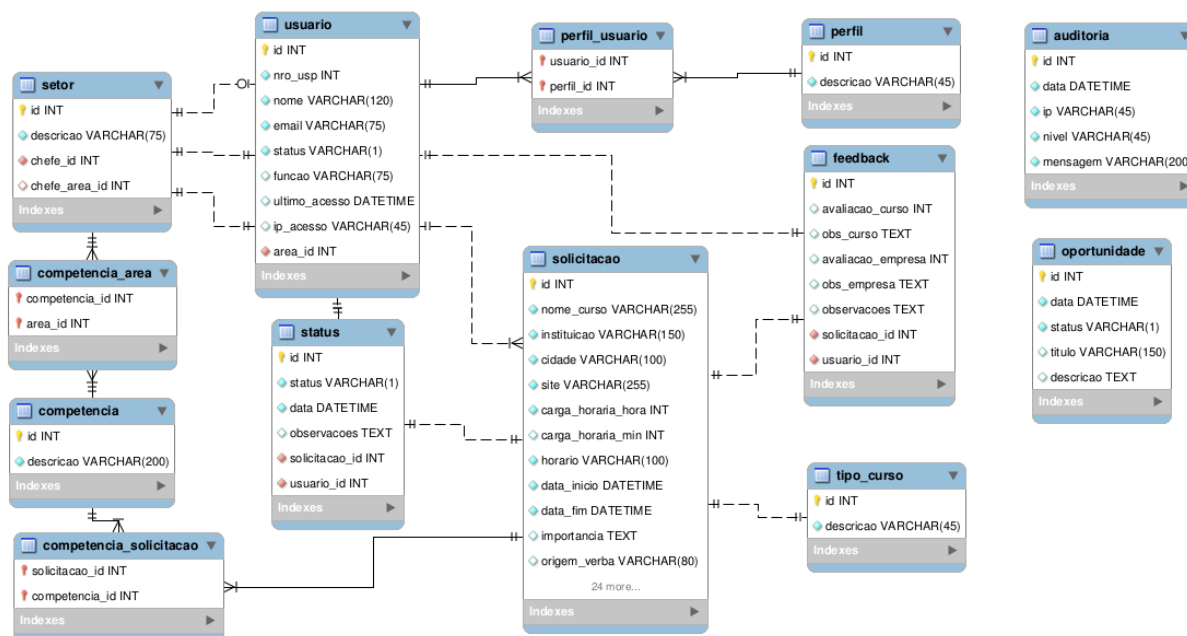 usuario
id INT
nro_usp INT
nome VARCHAR(120)
email VARCHAR(75)
status VARCHAR(1)
funcao VARCHAR(75)
ultimo_acesso DATETIME
ip_acesso VARCHAR(45)
area_id INT
Indexes
perfil_usuario
usuario_id INT
perfil_id INT
Indexes
perfil
id INT
descricao VARCHAR(45)
Indexes
auditoria
id INT
data DATETIME
ip VARCHAR(45)
nivel VARCHAR(45)
mensagem VARCHAR(200
Indexes
setor
id INT
descricao VARCHAR(75)
chefe_id INT
chefe_area_id INT
Indexes
feedback
id INT
avaliacao_curso INT
obs_curso TEXT
avaliacao_empresa INT
obs_empresa TEXT
observacoes TEXT
solicitacao_id INT
usuario_id INT
Indexes
oportunidade
id INT
data DATETIME
status VARCHAR(1)
titulo VARCHAR(150)
descricao TEXT
Indexes
competencia_area
competencia_id INT
area_id INT
Indexes
solicitacao
id INT
nome_curso VARCHAR(255)
instituicao VARCHAR(150)
cidade VARCHAR(100)
site VARCHAR(255)
carga_horaria_hora INT
carga_horaria_min INT
horario VARCHAR(100)
data_inicio DATETIME
data_fim DATETIME
importancia TEXT
origem_verba VARCHAR(80)
24 more...
Indexes
status
id INT
status VARCHAR(1)
data DATETIME
observacoes TEXT
solicitacao_id INT
usuario_id INT
Indexes
competencia
id INT
descricao VARCHAR(200)
Indexes
tipo_curso
id INT
descricao VARCHAR(45)
Indexes
competencia_solicitacao
solicitacao_id INT
competencia_id INT
Indexes